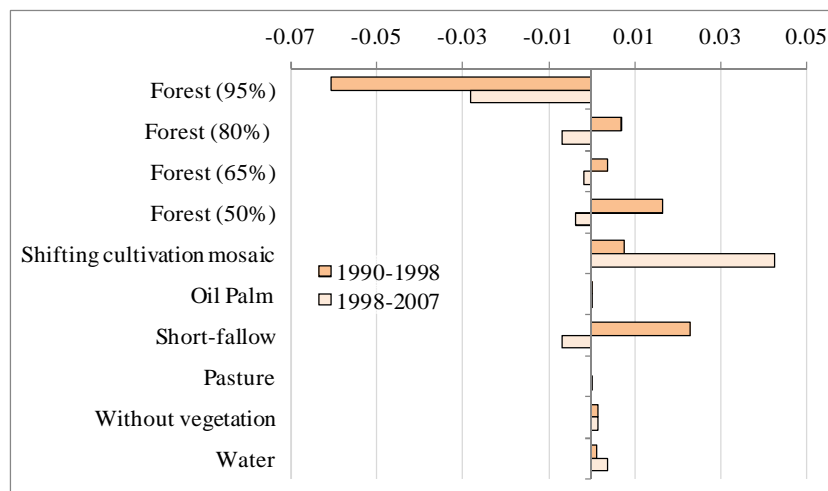 -0.07 -0.05 -0.03 -0.01 0.01 0.03 0.05
Forest (95%)
Forest (80%)
Forest (65%)
Forest (50%)
Shifting cultivation mosaic
1990-1998
Oil Palm
1998-2007
Short-fallow
Pasture
Without vegetation
Water